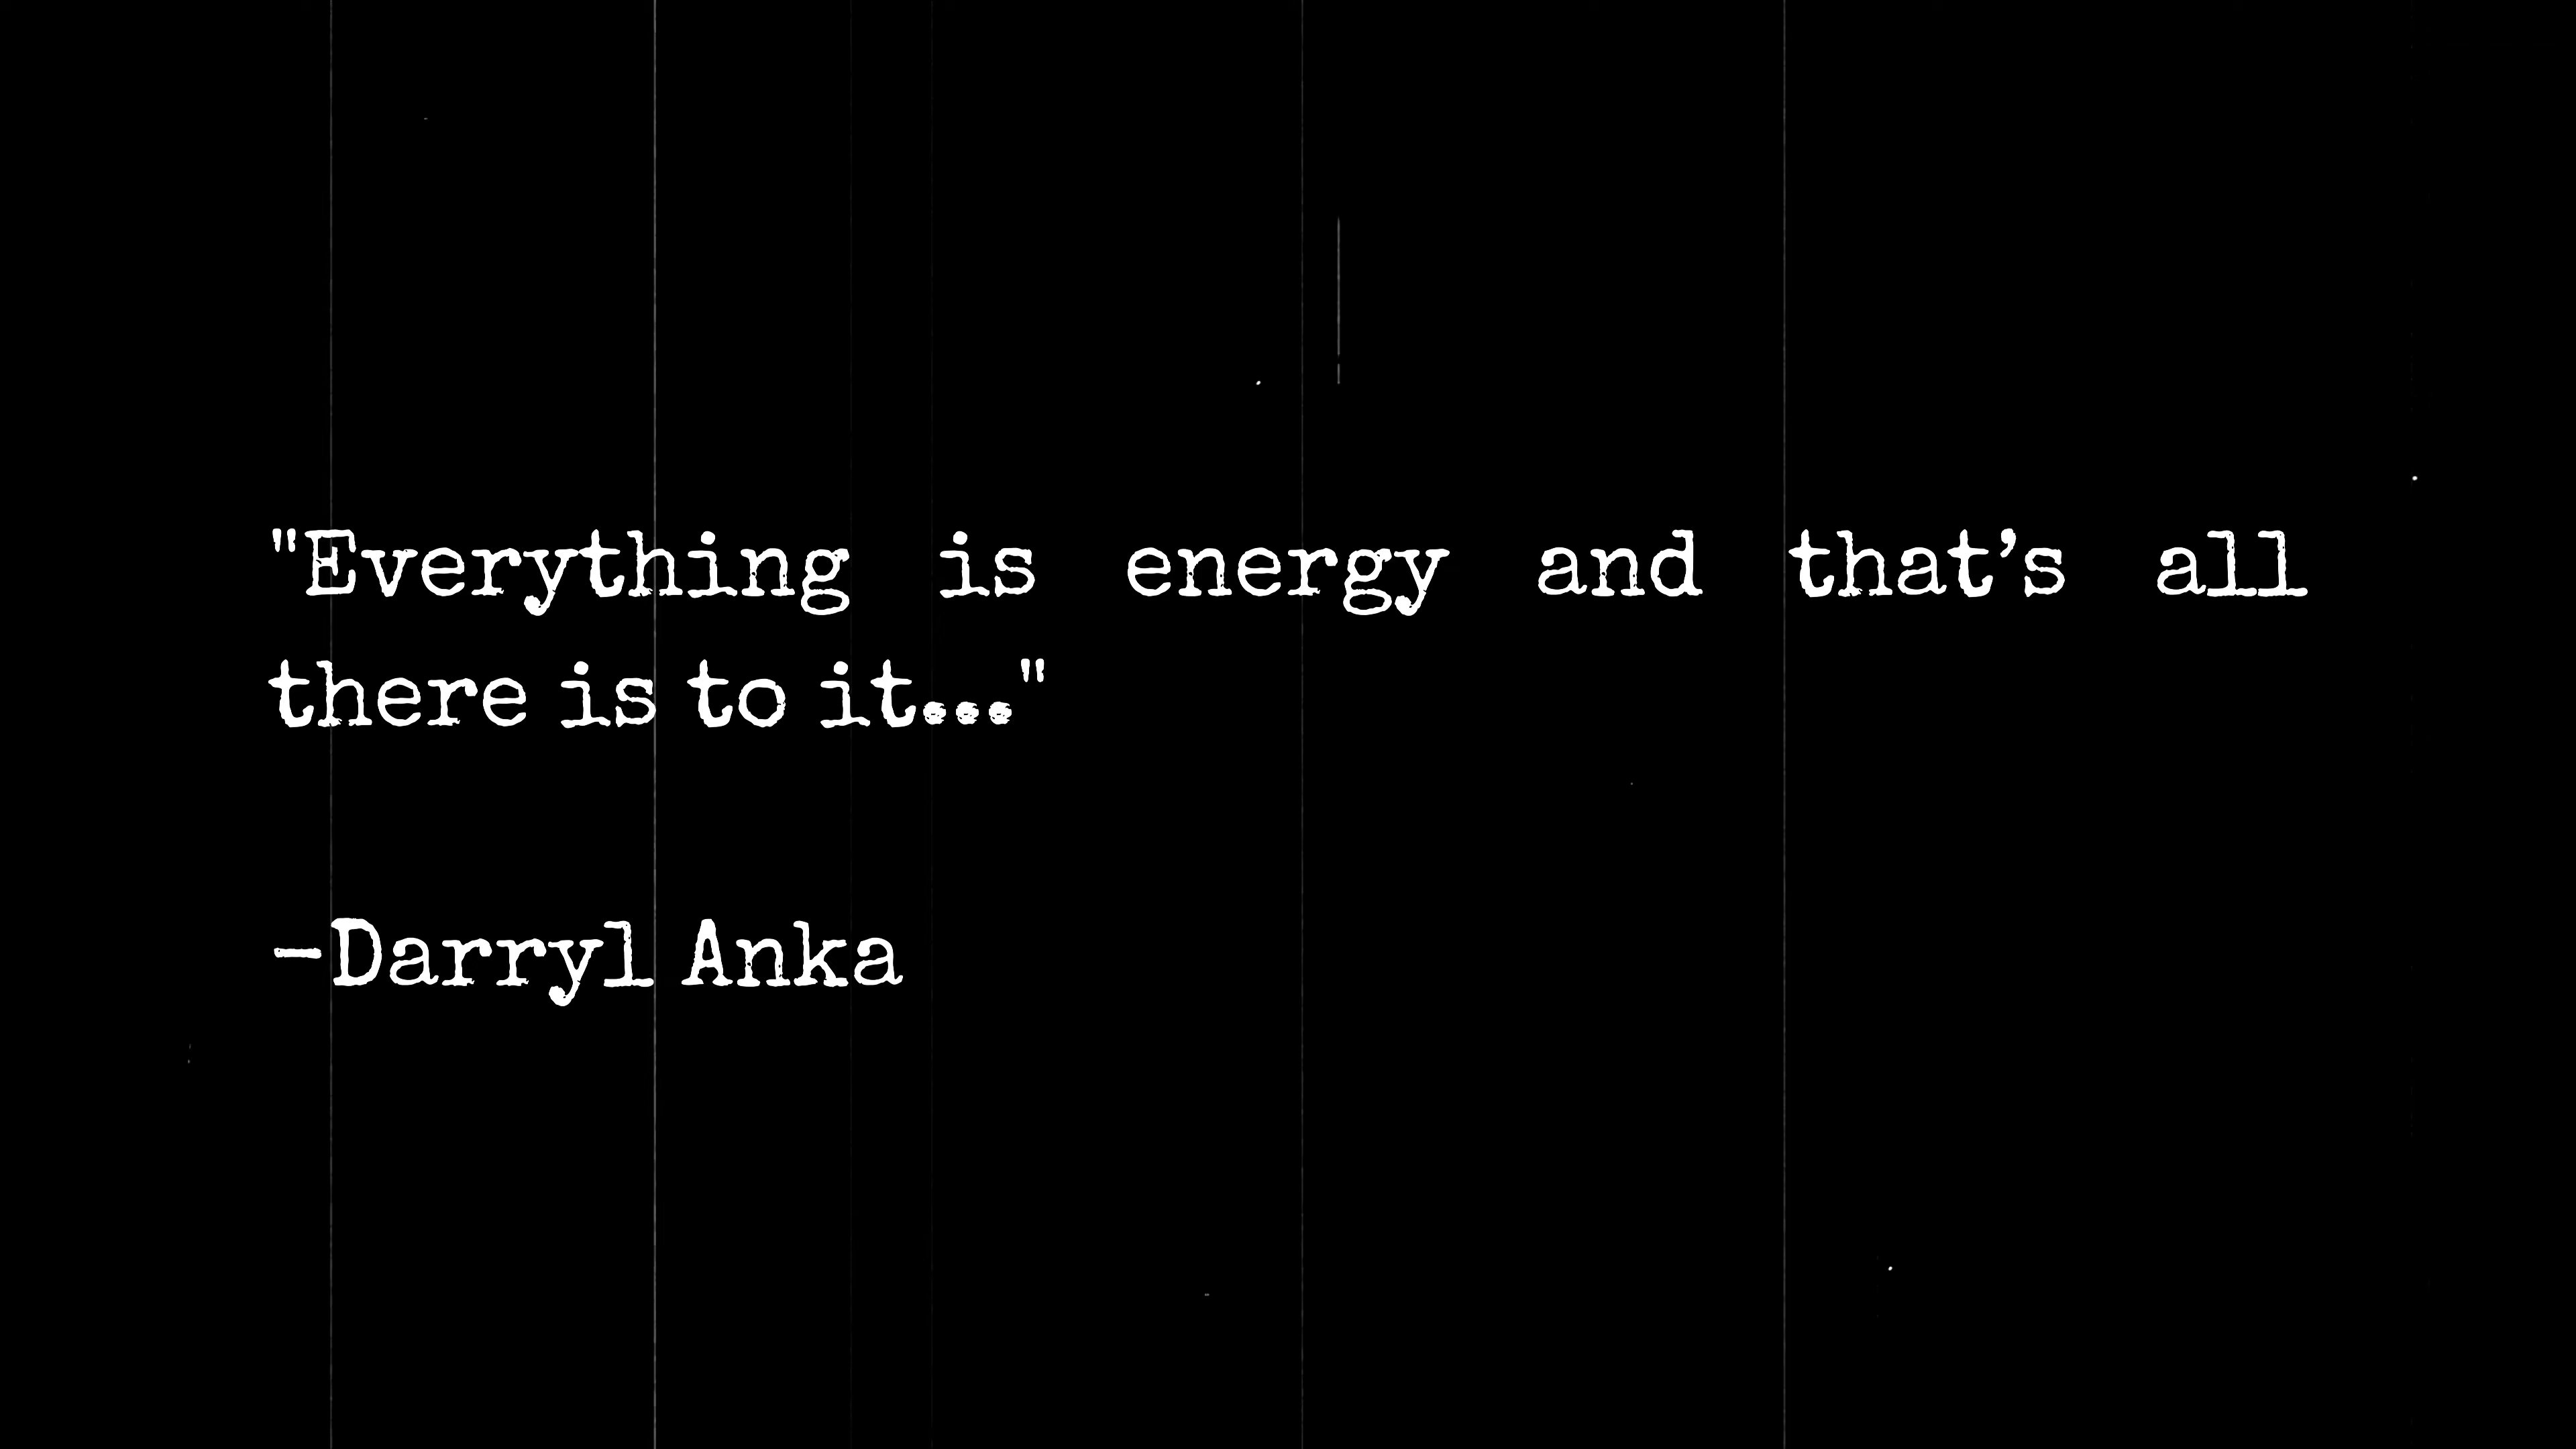 "Everything is energy and that’s all
there is to it..."
-Darryl Anka